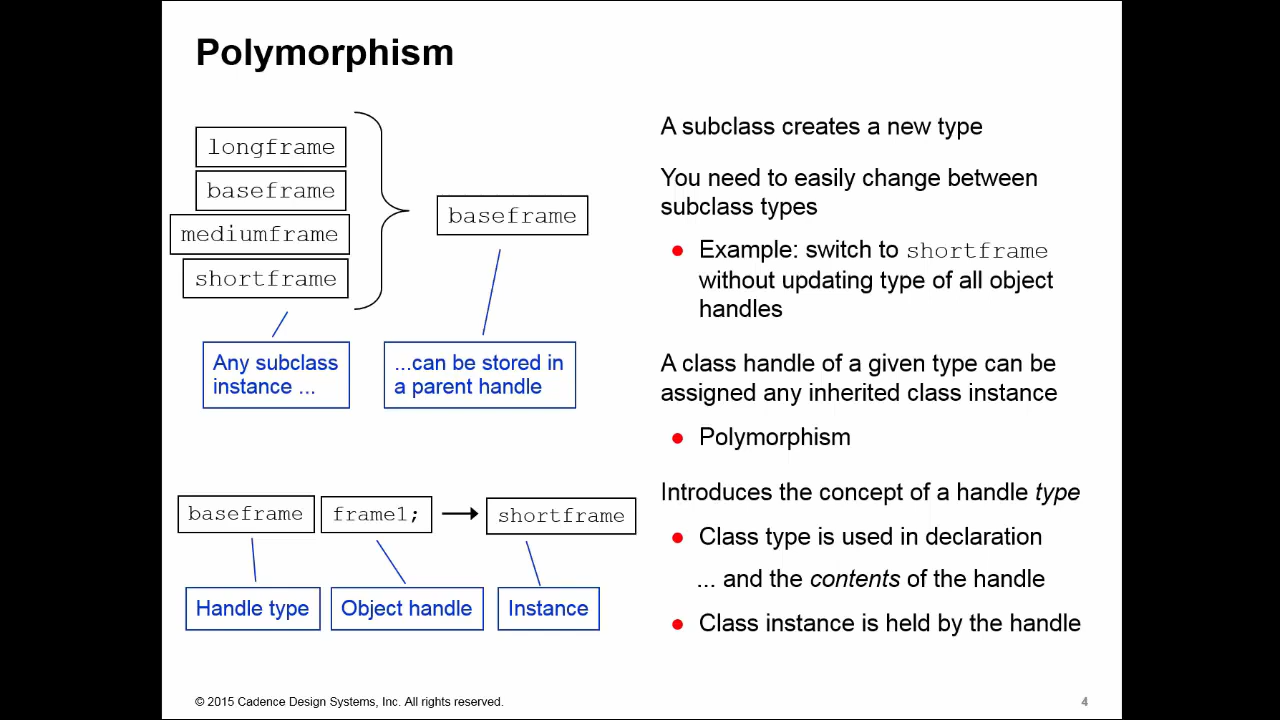 Polymorphism
longframe
baseframe
mediumframe
shortframe
baseframe
Any subclass
instance ...
...can be stored in
a parent handle
baseframe frame1; shortframe
Handle type Object handle Instance
A subclass creates a new type
You need to easily change between
subclass types
● Example: switch to shortframe
without updating type of all object
handles
A class handle of a given type can be
assigned any inherited class instance
● Polymorphism
Introduces the concept of a handle type
● Class type is used in declaration
... and the contents of the handle
● Class instance is held by the handle
© 2015 Cadence Design Systems, Inc. All rights reserved.
4